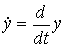 ẏ = d/dt y